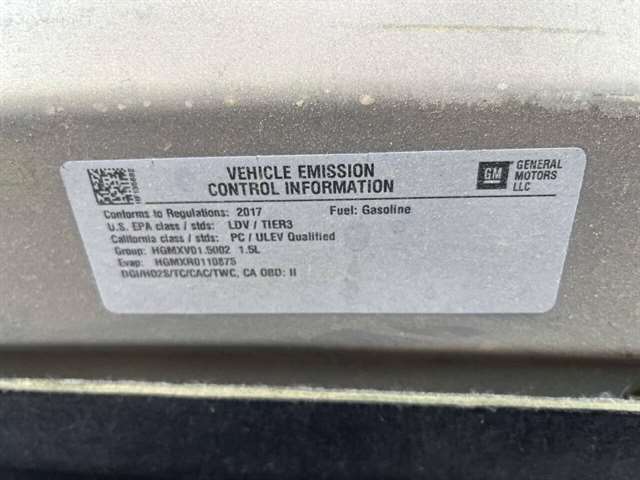 VEHICLE EMISSION
CONTROL INFORMATION
GM
GENERAL
MOTORS
LLC
Conforms to Regulations: 2017 Fuel: Gasoline
U.S. EPA class / stds: LDV / TIER3
California class / stds: PC / ULEV Qualified
Group: HGMXV01.5002 1.5L
Evap: HGMXR0110875
DGI/HO2S/TC/CAC/TWC, CA OBD: II